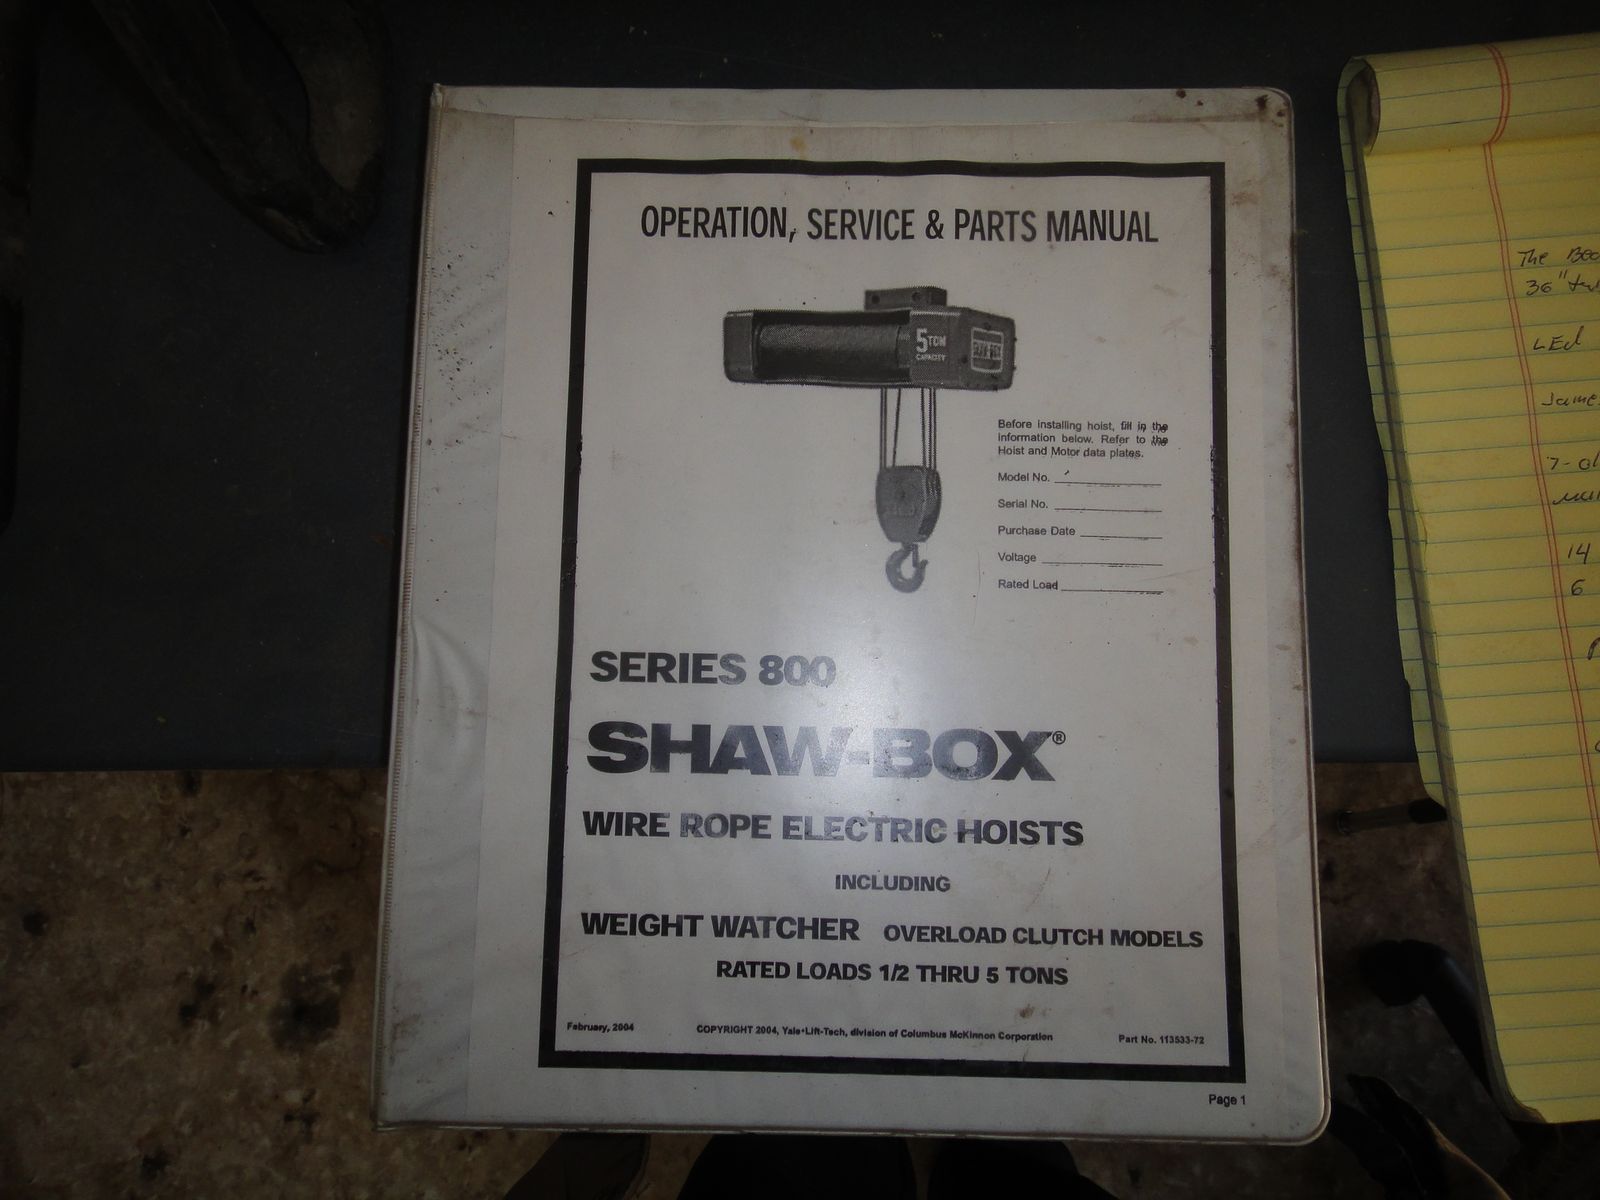 OPERATION, SERVICE & PARTS MANUAL
5 TON
CAPACITY
Before installing hoist, fill in the
information below. Refer to the
Hoist and Motor data plates.
Model No.
Serial No.
Purchase Date
Voltage
Rated Load
SERIES 800
SHAW-BOX®
WIRE ROPE ELECTRIC HOISTS
INCLUDING
WEIGHT WATCHER OVERLOAD CLUTCH MODELS
RATED LOADS 1/2 THRU 5 TONS
February, 2004 COPYRIGHT 2004, Yale•Lift-Tech, division of Columbus McKinnon Corporation Part No. 113533-72
Page 1
The
36"
LEd
14
6